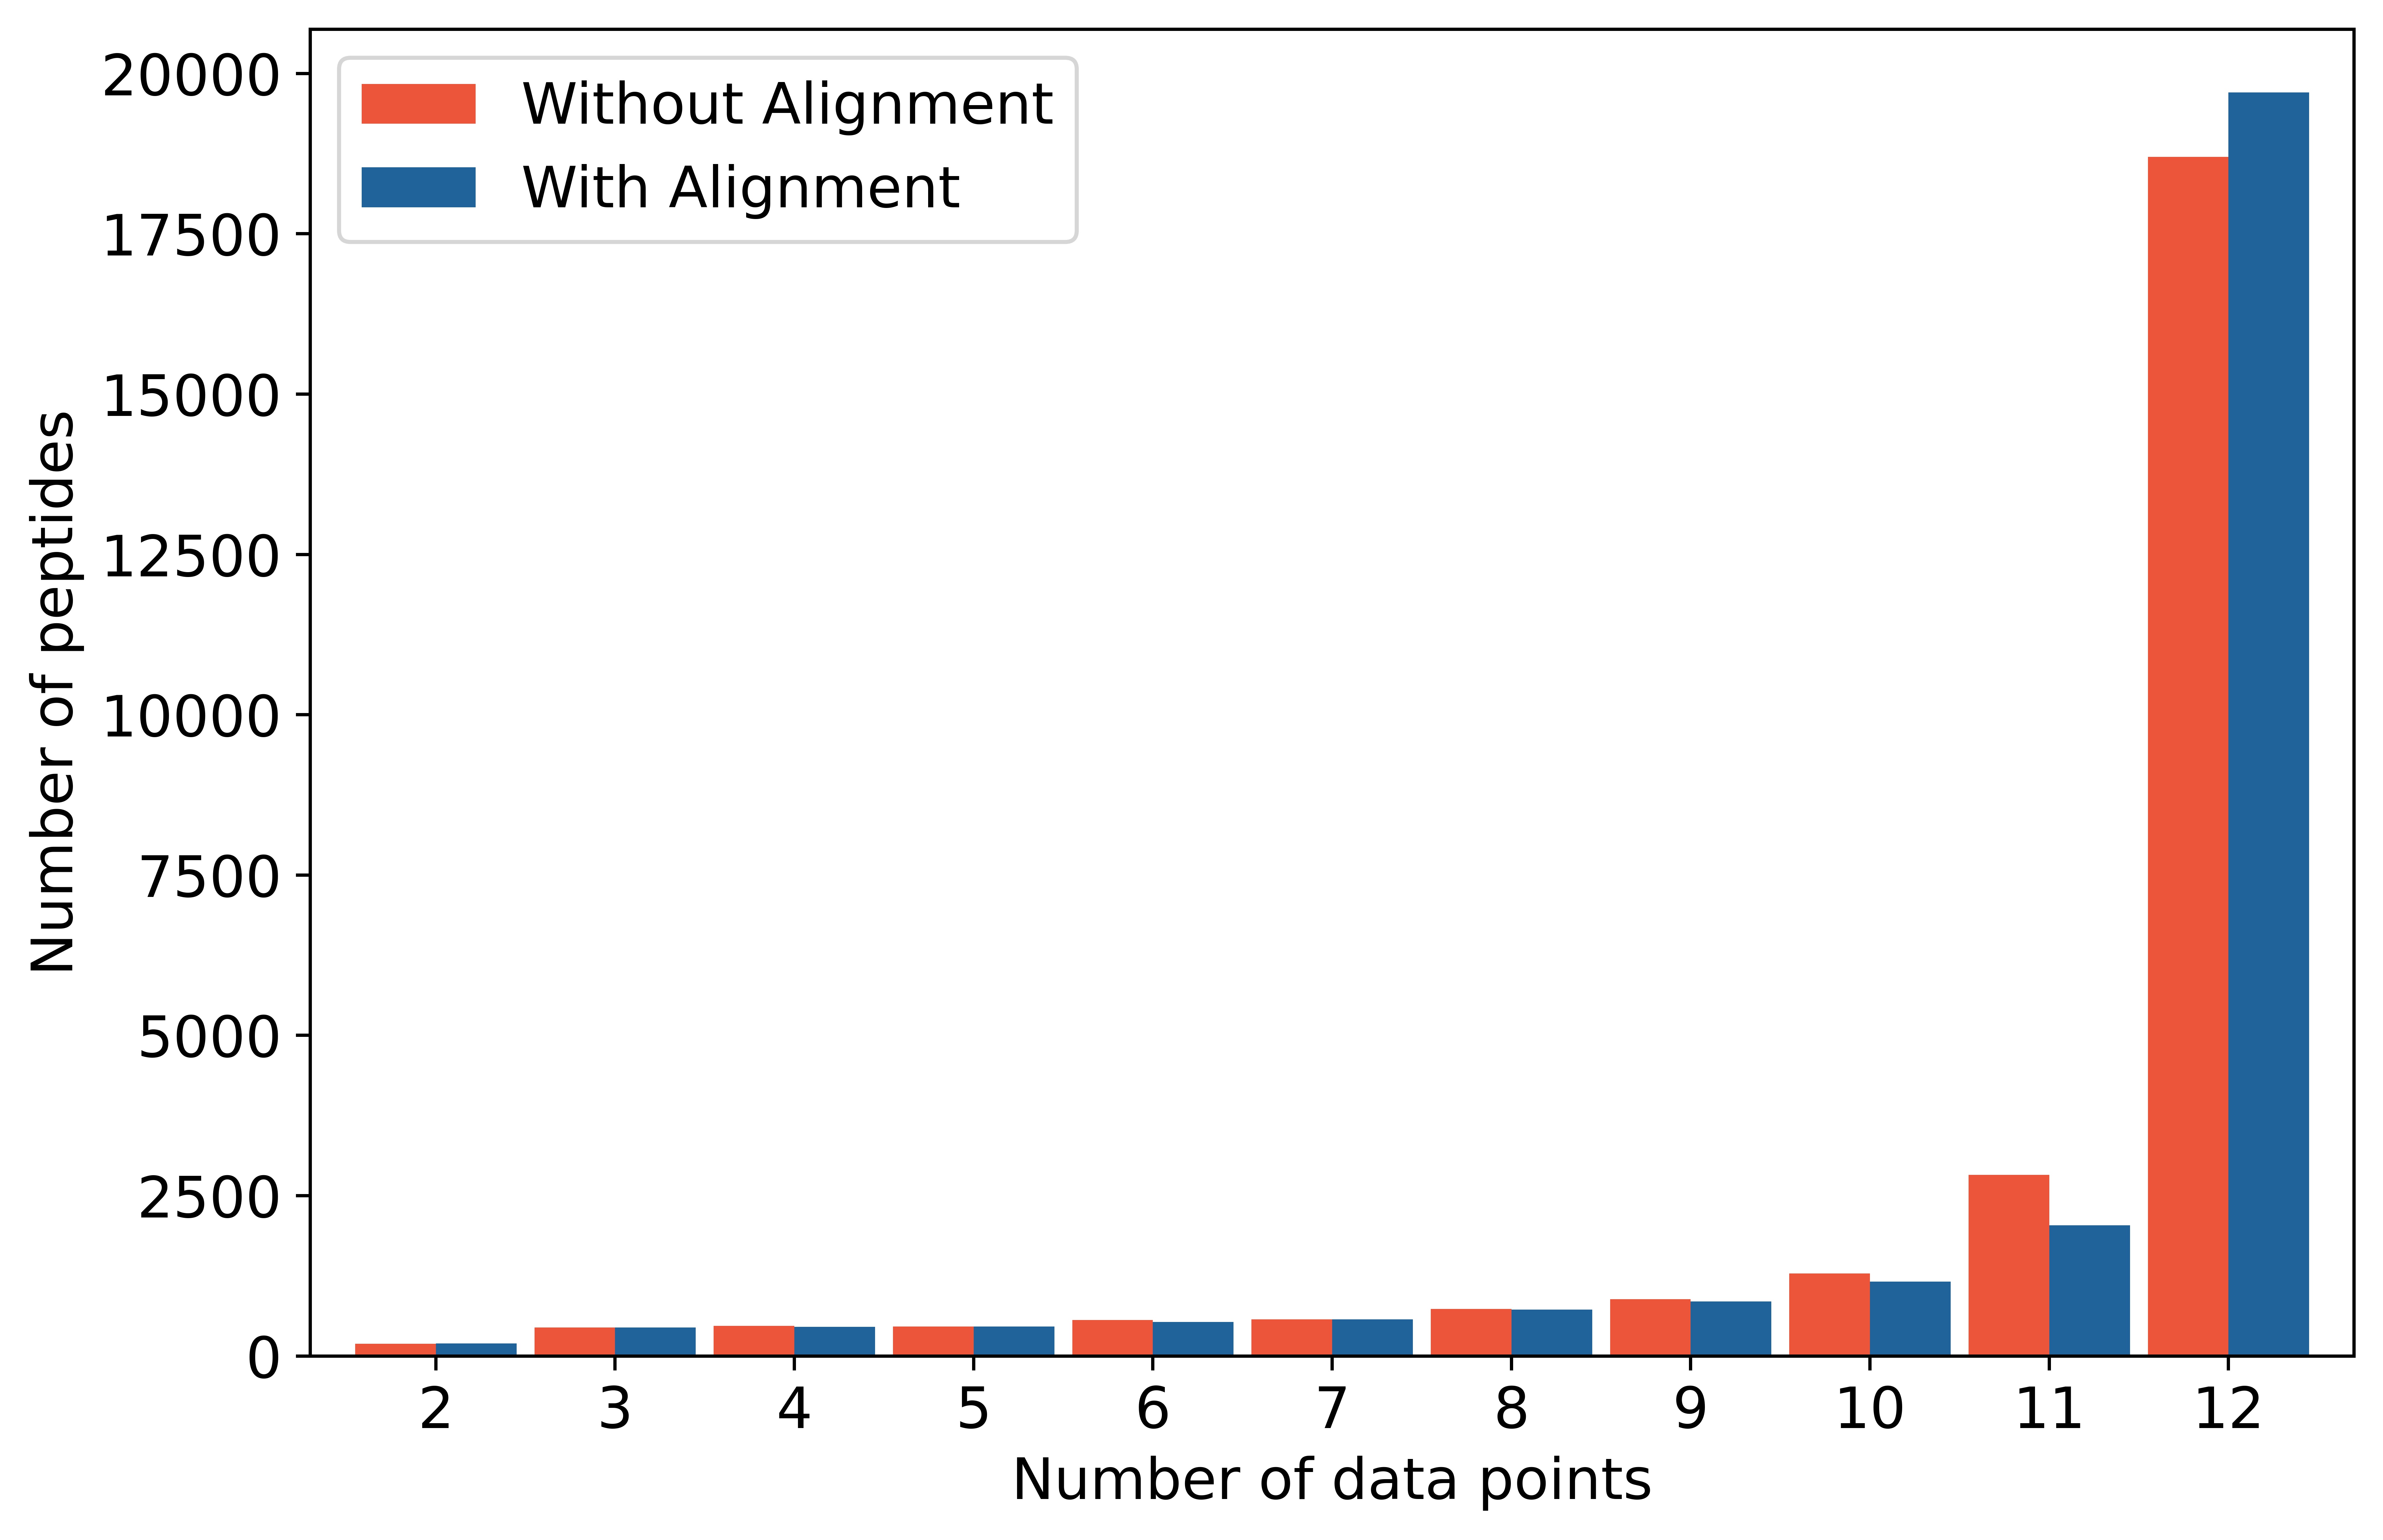 Without Alignment
With Alignment
Number of peptides
20000
17500
15000
12500
10000
7500
5000
2500
0
2 3 4 5 6 7 8 9 10 11 12
Number of data points